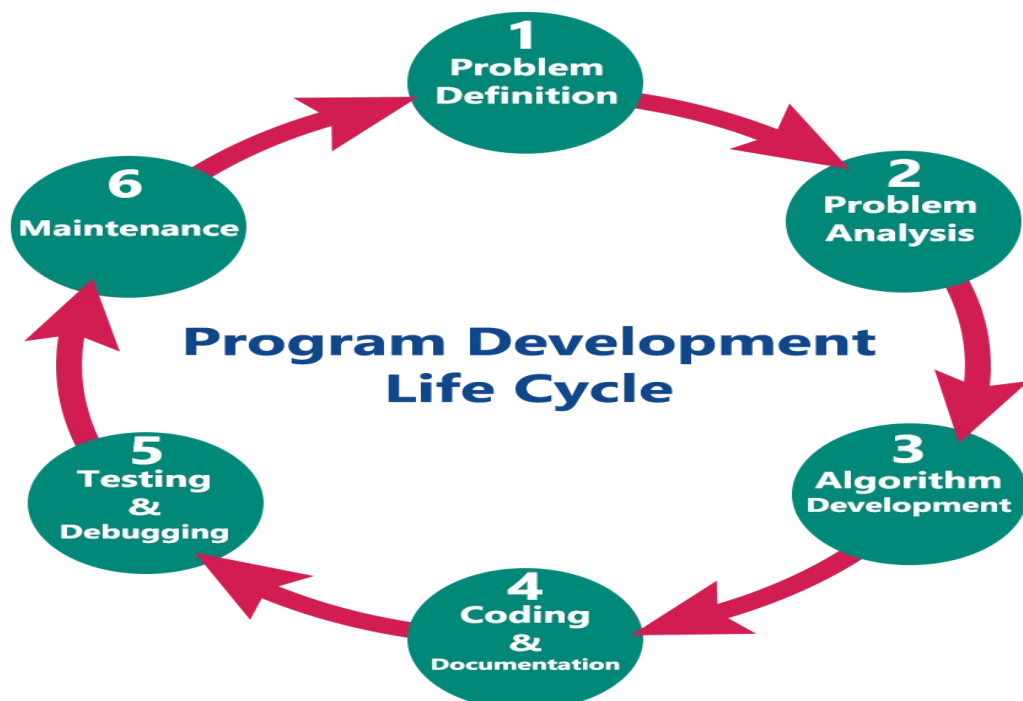 1
Problem
Definition
2
Problem
Analysis
3
Algorithm
Development
4
Coding
&
Documentation
5
Testing
&
Debugging
6
Maintenance
Program Development
Life Cycle